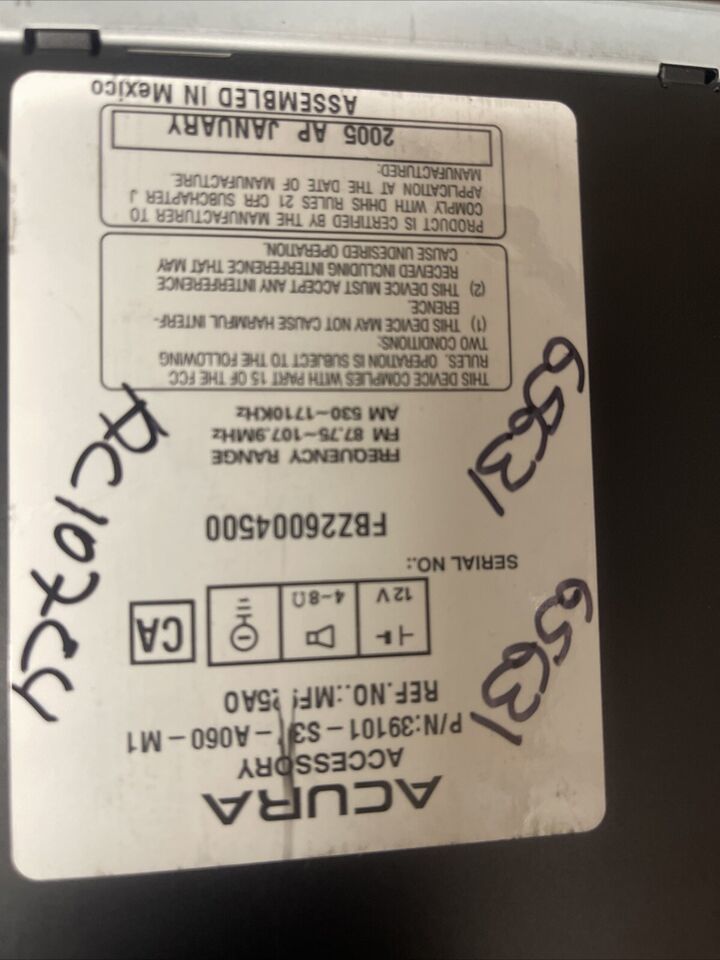 ACURA
ACCESSORY
P/N:39101-S3 -A060-M1
REF.NO.:MF 5A0
12V
4-8Ω
CA
SERIAL NO.:
FBZ26004500
FREQUENCY RANGE
FM 87.75-107.9MHz
AM 530-1710KHz
THIS DEVICE COMPLIES WITH PART 15 OF THE FCC
RULES. OPERATION IS SUBJECT TO THE FOLLOWING
TWO CONDITIONS:
(1) THIS DEVICE MAY NOT CAUSE HARMFUL INTERF-
ERENCE.
(2) THIS DEVICE MUST ACCEPT ANY INTERFERENCE
RECEIVED INCLUDING INTERFERENCE THAT MAY
CAUSE UNDESIRED OPERATION.
PRODUCT IS CERTIFIED BY THE MANUFACTURER TO
COMPLY WITH DHHS RULES 21 CFR SUBCHAPTER J
APPLICATION AT THE DATE OF MANUFACTURE.
MANUFACTURED:
2005 AP JANUARY
ASSEMBLED IN Mexico